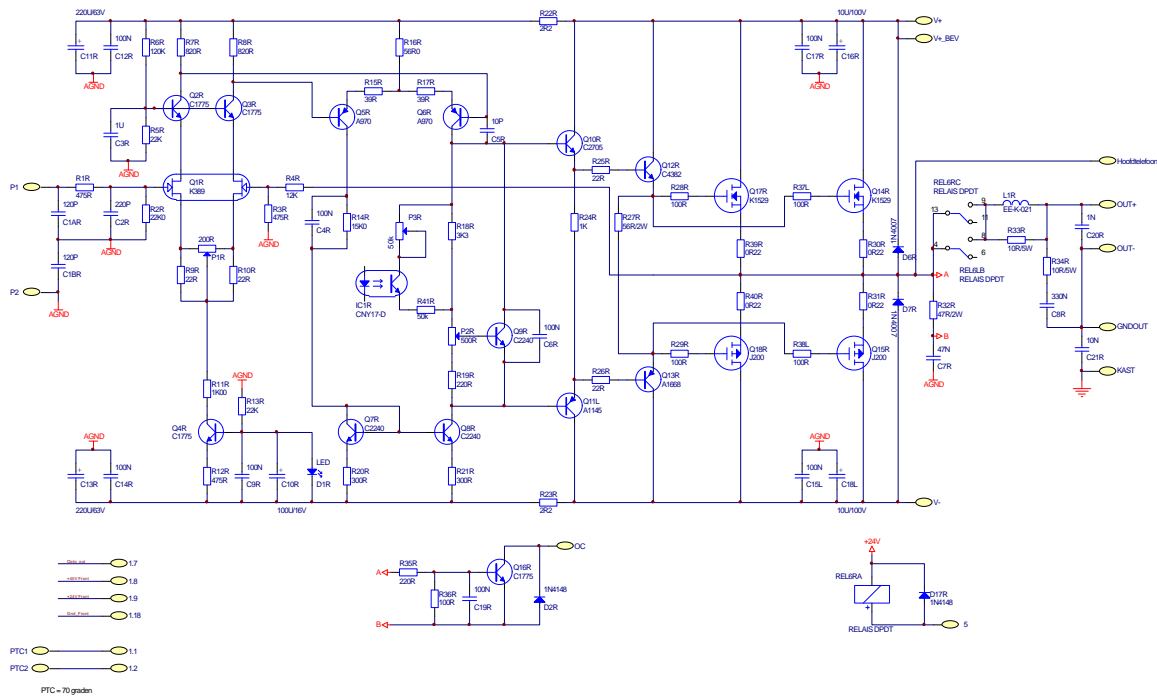 220U/63V
R22R
2R2
10U/100V
V+
V+_BEV
100N
C11R
C12R
AGND
R6R
120K
R7R
820R
R8R
820R
R16R
56R0
100N
C17R
C16R
AGND
R15R
39R
R17R
39R
Q2R
C1775
Q3R
C1775
Q5R
A970
Q6R
A970
10P
C5R
1U
C3R
R5R
22K
AGND
Q10R
C2705
R25R
22R
Q12R
C4382
Hoofdtelefoon
P1
R1R
475R
Q1R
K389
R4R
12K
R28R
100R
Q17R
K1529
R37L
100R
Q14R
K1529
REL6RC
RELAIS DPDT
L1R
EE-K-021
OUT+
120P
C1AR
220P
C2R
R2R
22K0
R3R
475R
AGND
AGND
100N
C4R
R14R
15K0
P3R
50k
R18R
3K3
R24R
1K
R27R
56R/2W
1N4007
D6R
13
9
11
4
8
6
R33R
10R/5W
1N
C20R
OUT-
200R
P1R
R39R
0R22
R30R
0R22
REL6LB
RELAIS DPDT
R34R
10R/5W
120P
C1BR
R9R
22R
R10R
22R
IC1R
CNY17-D
A
P2
AGND
R41R
50k
R40R
0R22
R31R
0R22
D7R
1N4007
R32R
47R/2W
330N
C8R
GNDOUT
P2R
500R
Q9R
C2240
100N
C6R
B
R29R
100R
Q18R
J200
R38L
100R
Q15R
J200
47N
C7R
AGND
10N
C21R
KAST
R11R
1K00
AGND
R13R
22K
R19R
220R
R26R
22R
Q13R
A1668
Q11L
A1145
Q4R
C1775
Q7R
C2240
Q8R
C2240
AGND
100N
C13R
C14R
R12R
475R
100N
C9R
C10R
LED
D1R
R20R
300R
R21R
300R
AGND
100N
C15L
C18L
220U/63V
100U/16V
R23R
2R2
10U/100V
V-
1.7
+40V Front
1.8
+24V Front
1.9
Gnd_Front
1.18
PTC1
1.1
PTC2
1.2
PTC = 70 graden
OC
A
R35R
220R
Q16R
C1775
R36R
100R
100N
C19R
1N4148
D2R
B
+24V
REL6RA
RELAIS DPDT
D17R
1N4148
5